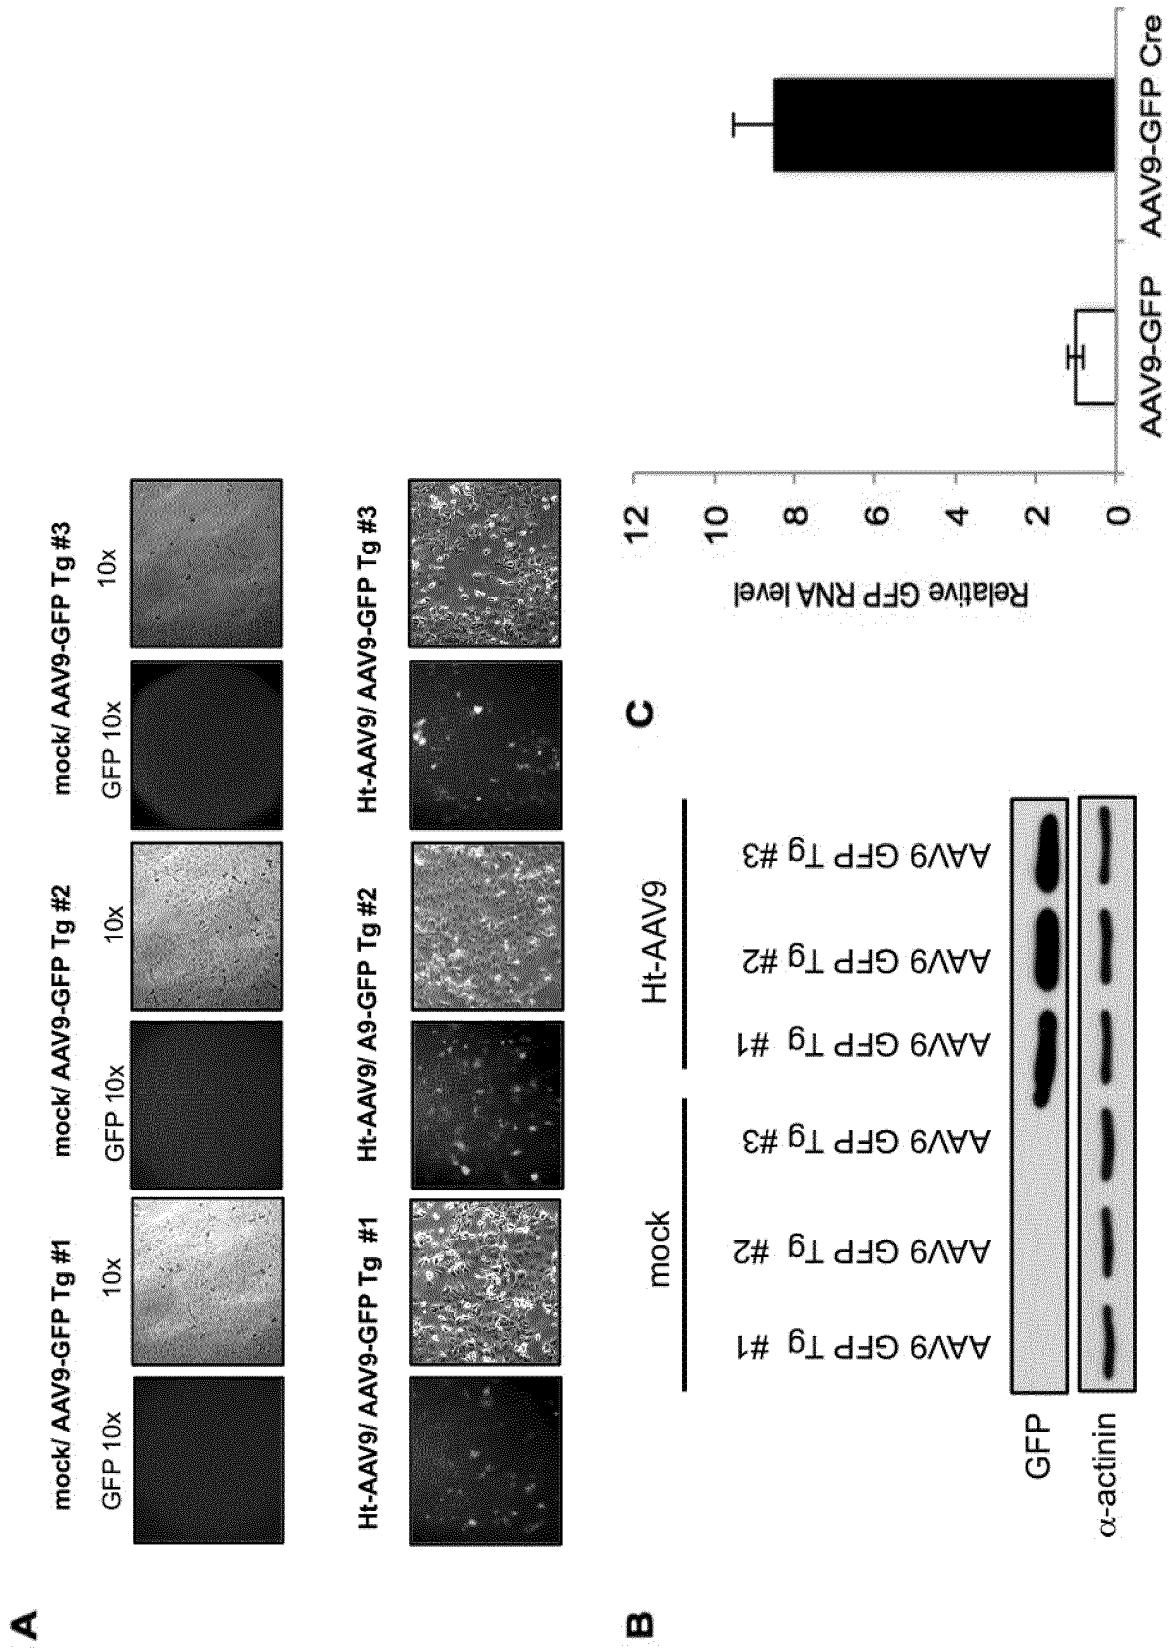 A
mock/ AAV9-GFP Tg #1
mock/ AAV9-GFP Tg #2
mock/ AAV9-GFP Tg #3
GFP 10x
10x
GFP 10x
10x
GFP 10x
10x
Ht-AAV9/ AAV9-GFP Tg #1
Ht-AAV9/ A9-GFP Tg #2
Ht-AAV9/ AAV9-GFP Tg #3
B
mock
Ht-AAV9
AAV9 GFP Tg #1
AAV9 GFP Tg #2
AAV9 GFP Tg #3
AAV9 GFP Tg #1
AAV9 GFP Tg #2
AAV9 GFP Tg #3
GFP
α-actinin
C
Relative GFP RNA level
12
10
8
6
4
2
0
AAV9-GFP
AAV9-GFP Cre